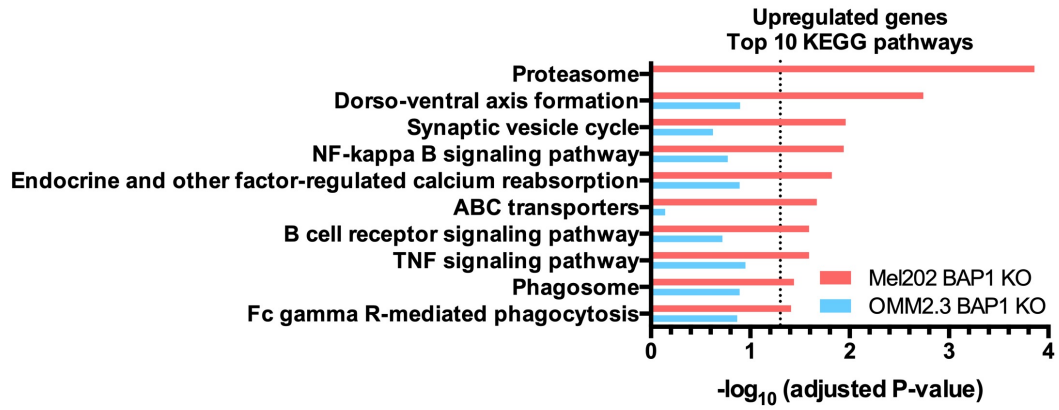 Upregulated genes
Top 10 KEGG pathways
Proteasome
Dorso-ventral axis formation
Synaptic vesicle cycle
NF-kappa B signaling pathway
Endocrine and other factor-regulated calcium reabsorption
ABC transporters
B cell receptor signaling pathway
TNF signaling pathway
Phagosome
Fc gamma R-mediated phagocytosis
Mel202 BAP1 KO
OMM2.3 BAP1 KO
0 1 2 3 4
-log10 (adjusted P-value)